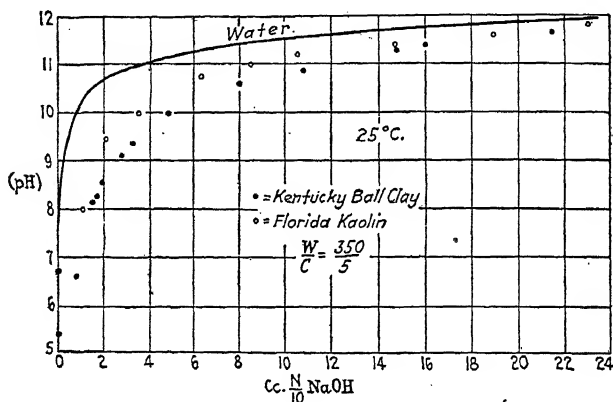 12
11
10
9
(pH)
8
7
6
5
Water
25°C.
• = Kentucky Ball Clay
○ = Florida Kaolin
W/C = 350/5
0 2 4 6 8 10 12 14 16 18 20 22 24
Cc. N/10 NaOH